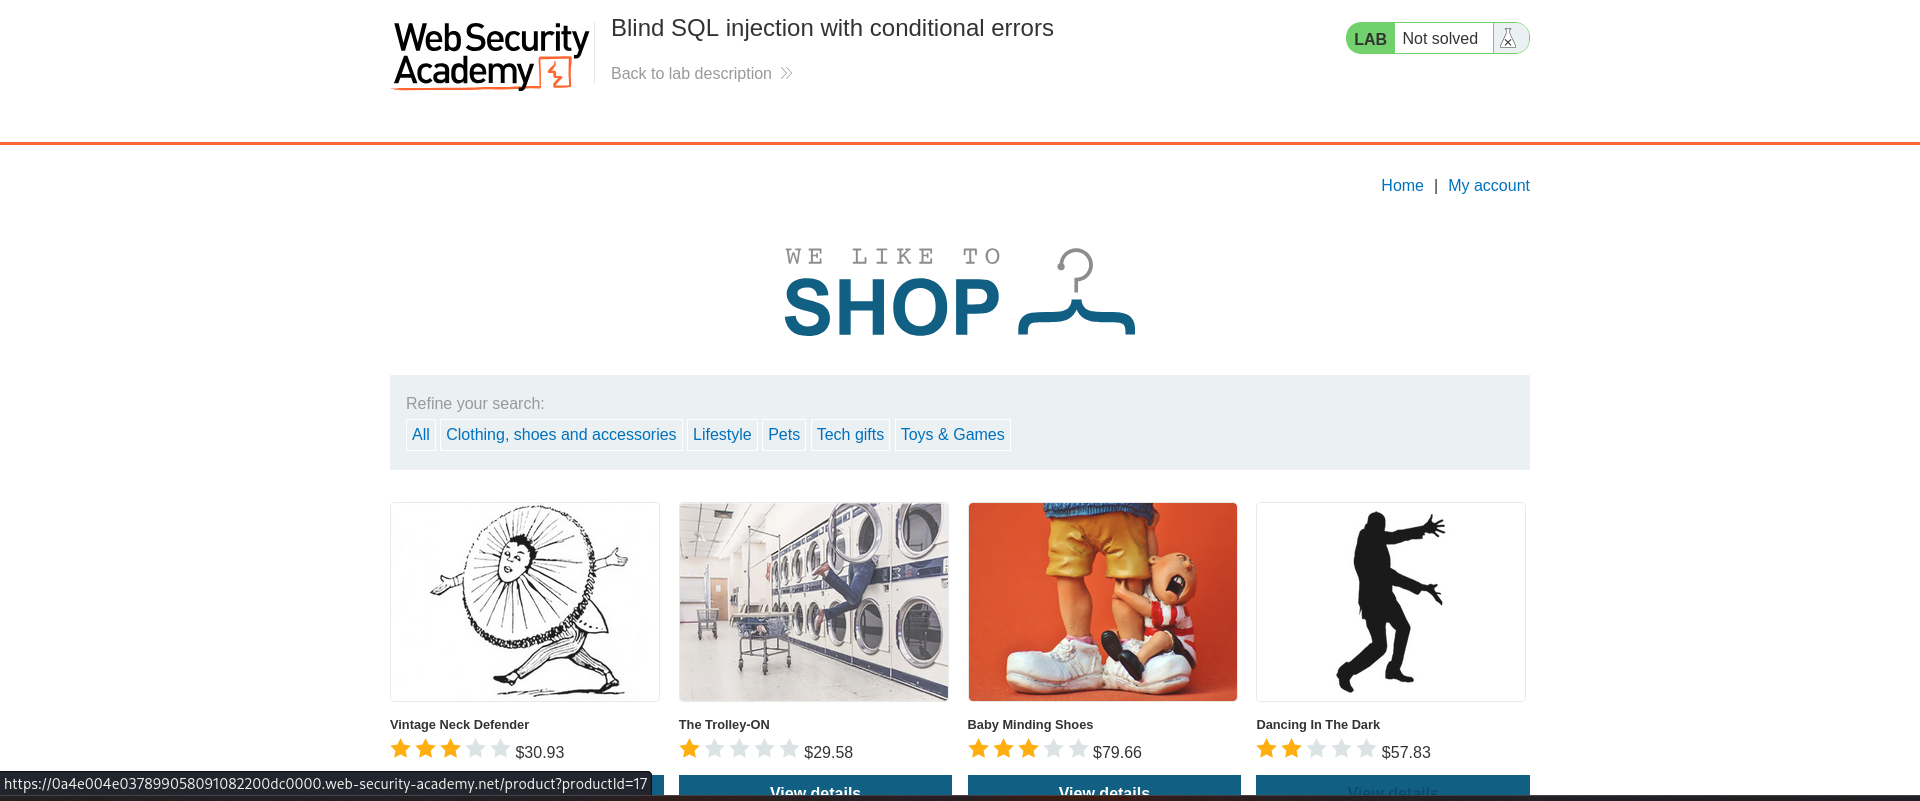 Web Security
Academy
Blind SQL injection with conditional errors
Back to lab description
LAB Not solved
Home | My account
WE LIKE TO
SHOP
Refine your search:
All Clothing, shoes and accessories Lifestyle Pets Tech gifts Toys & Games
Vintage Neck Defender The Trolley-ON Baby Minding Shoes Dancing In The Dark
$30.93 $29.58 $79.66 $57.83
View details View details View details
https://0a4e004e037899058091082200dc0000.web-security-academy.net/product?productId=17